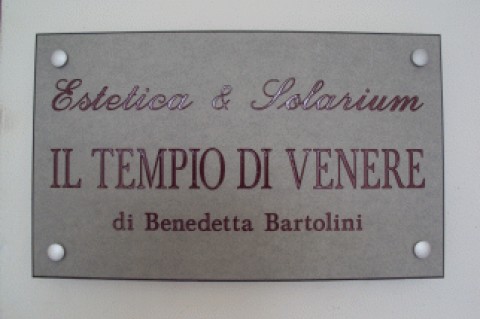 Estetica & Solarium
IL TEMPIO DI VENERE
di Benedetta Bartolini